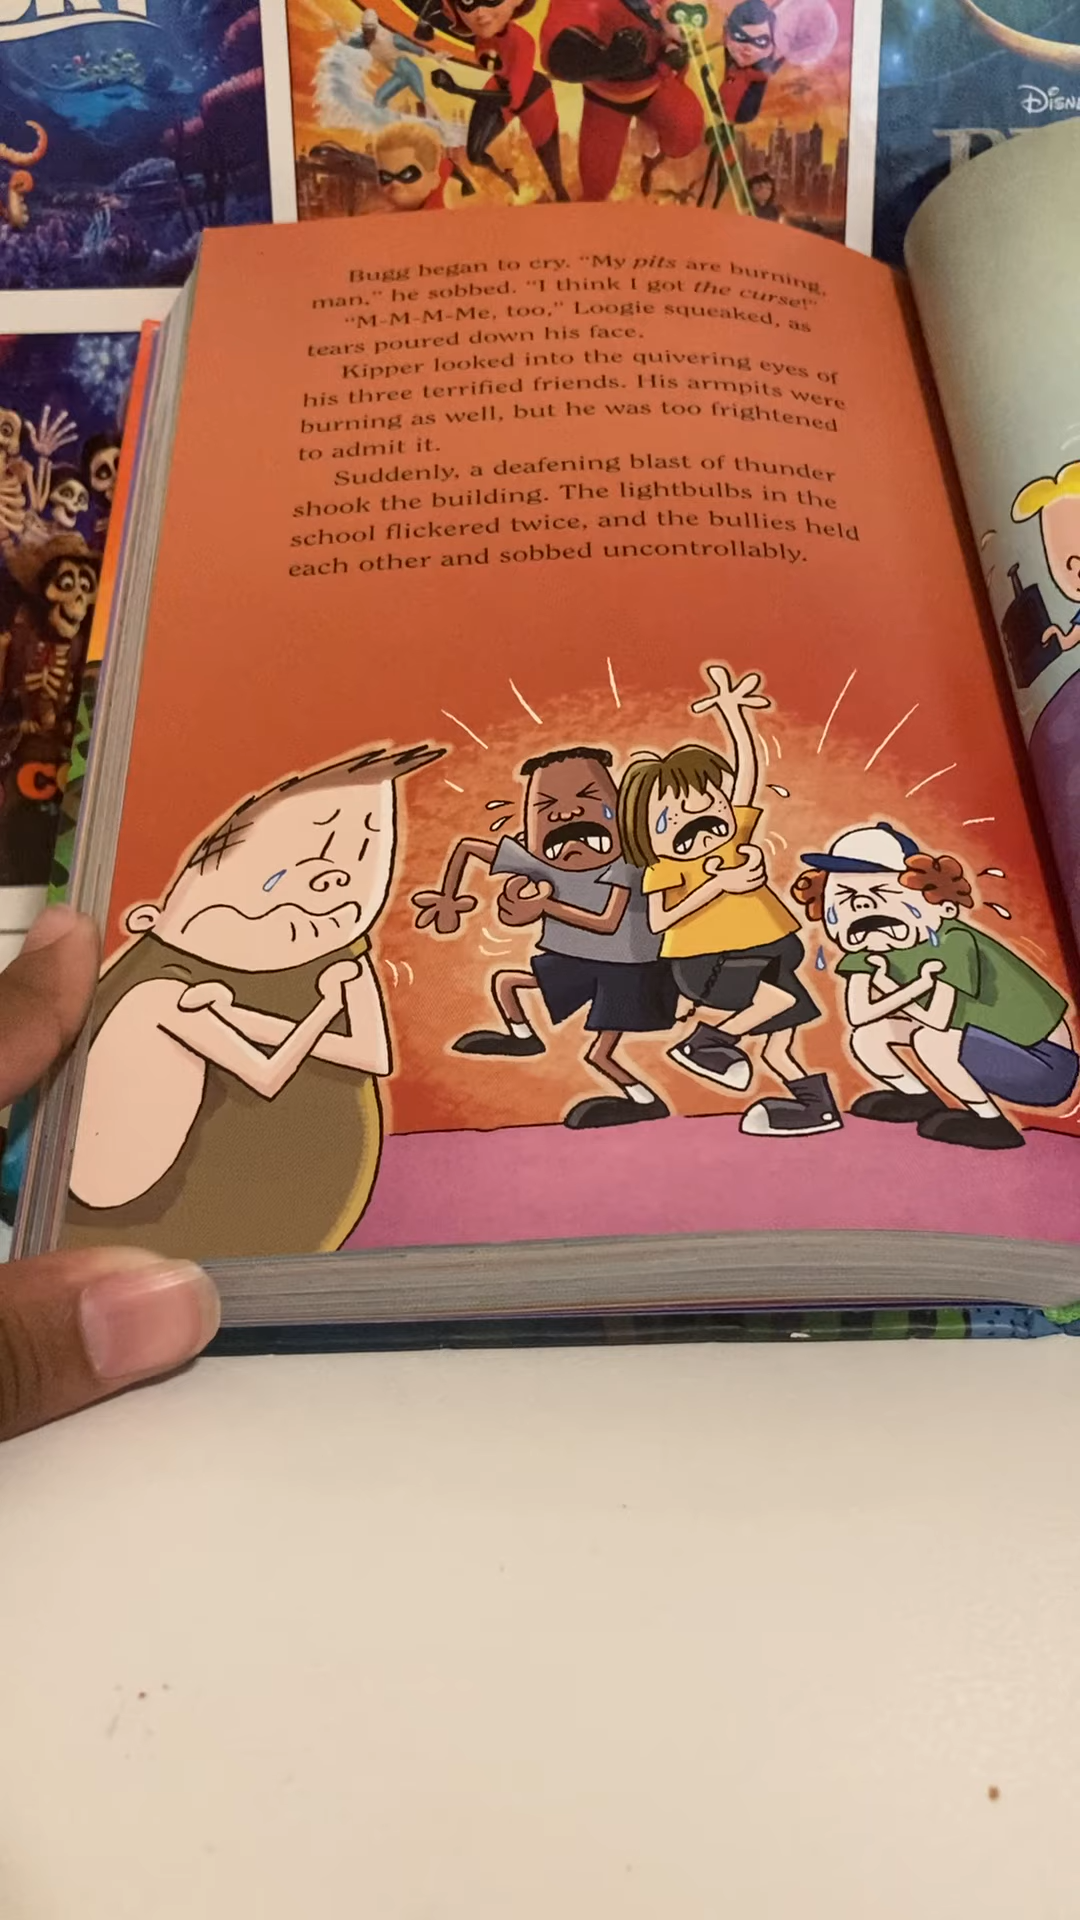 DISN
Bugg began to cry. “My pits are burning,
man,” he sobbed. “I think I got the curse!”
“M-M-M-Me, too,” Loogie squeaked, as
tears poured down his face.
Kipper looked into the quivering eyes of
his three terrified friends. His armpits were
burning as well, but he was too frightened
to admit it.
Suddenly, a deafening blast of thunder
shook the building. The lightbulbs in the
school flickered twice, and the bullies held
each other and sobbed uncontrollably.